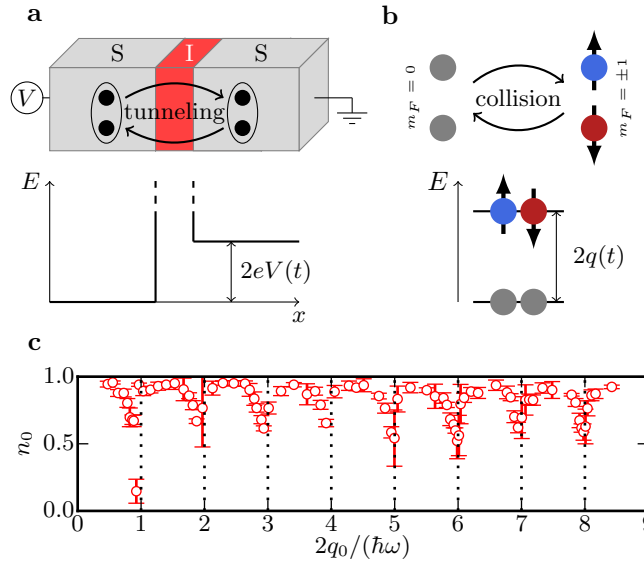 a
S I S
V
tunneling
E
2eV(t)
x
b
m_F = 0
collision
m_F = ±1
E
2q(t)
c
1.0
0.5
0.0
n_0
0 1 2 3 4 5 6 7 8 9
2q_0/(ħω)